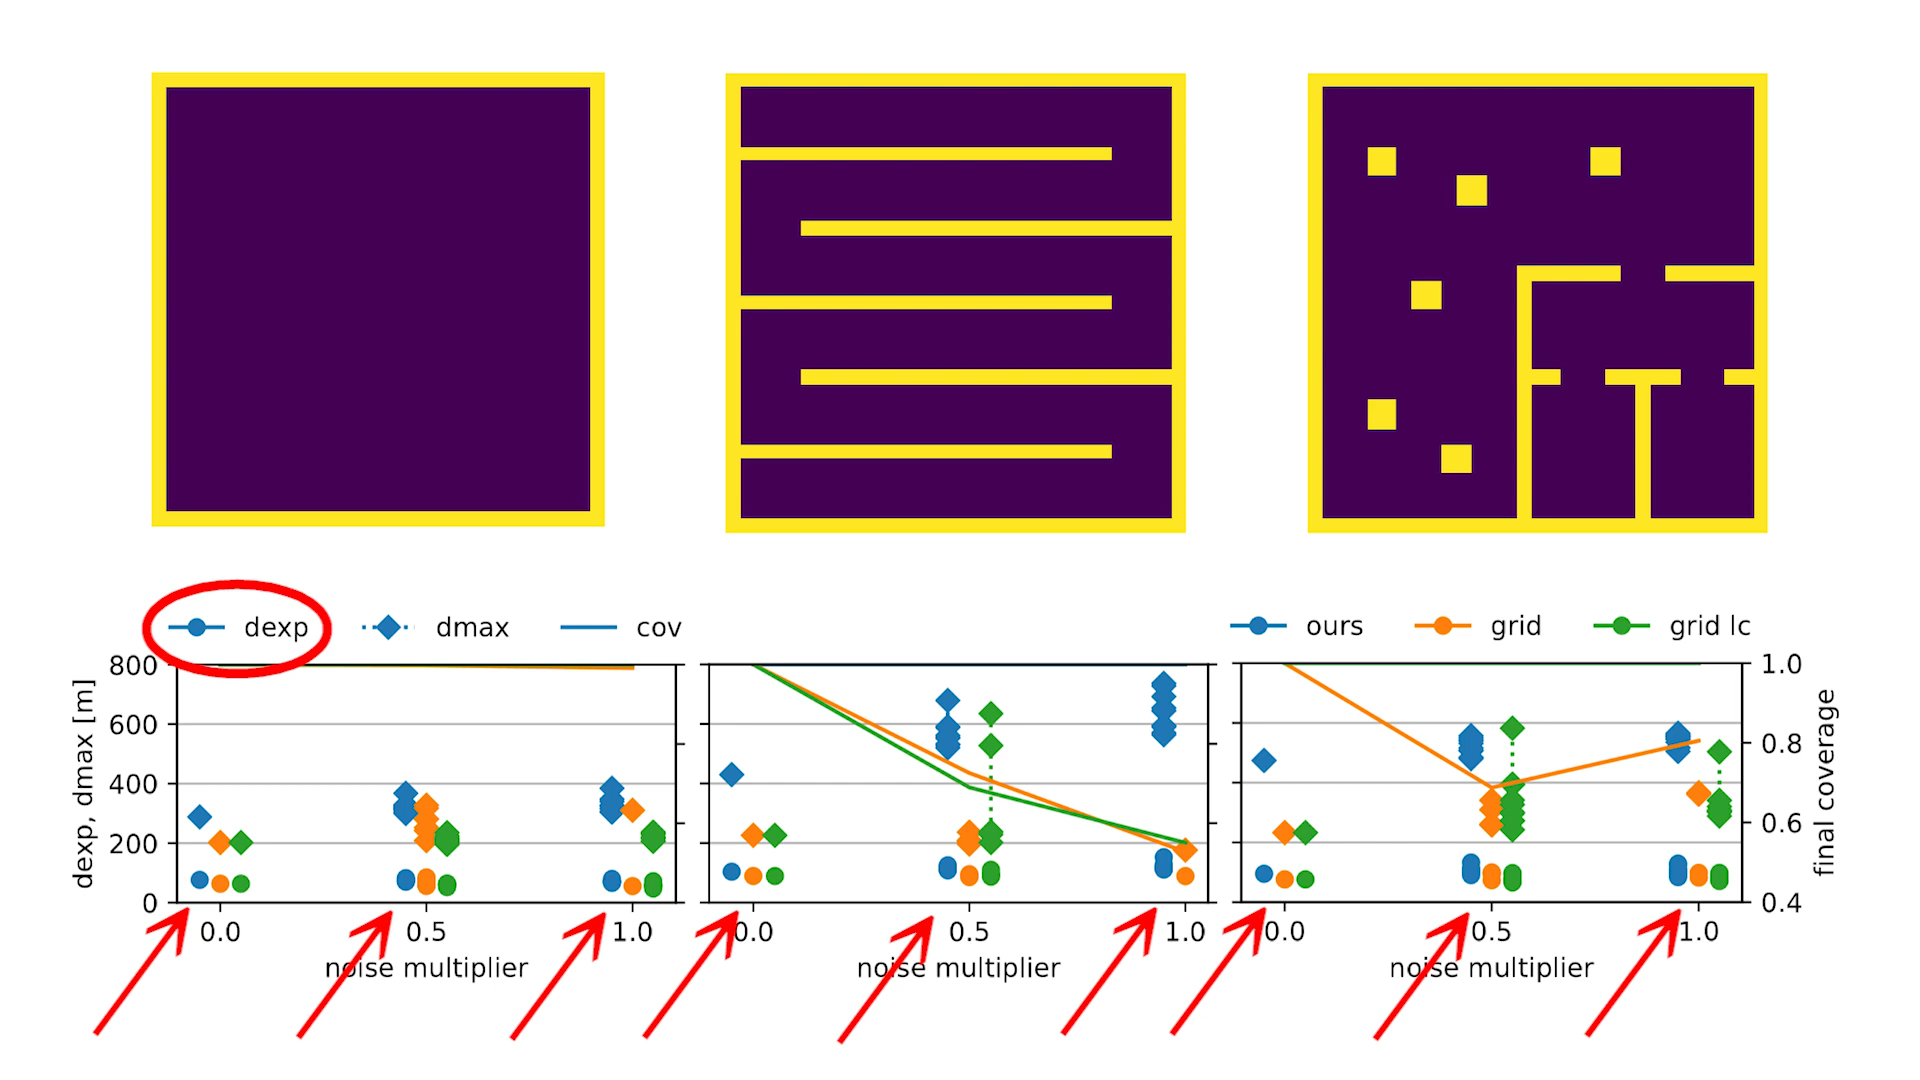 dexp dmax cov
ours grid grid lc
800
600
400
200
0
dexp, dmax [m]
0.0 0.5 1.0
noise multiplier
0.0 0.5 1.0
noise multiplier
0.0 0.5 1.0
noise multiplier
1.0
0.8
0.6
0.4
final coverage